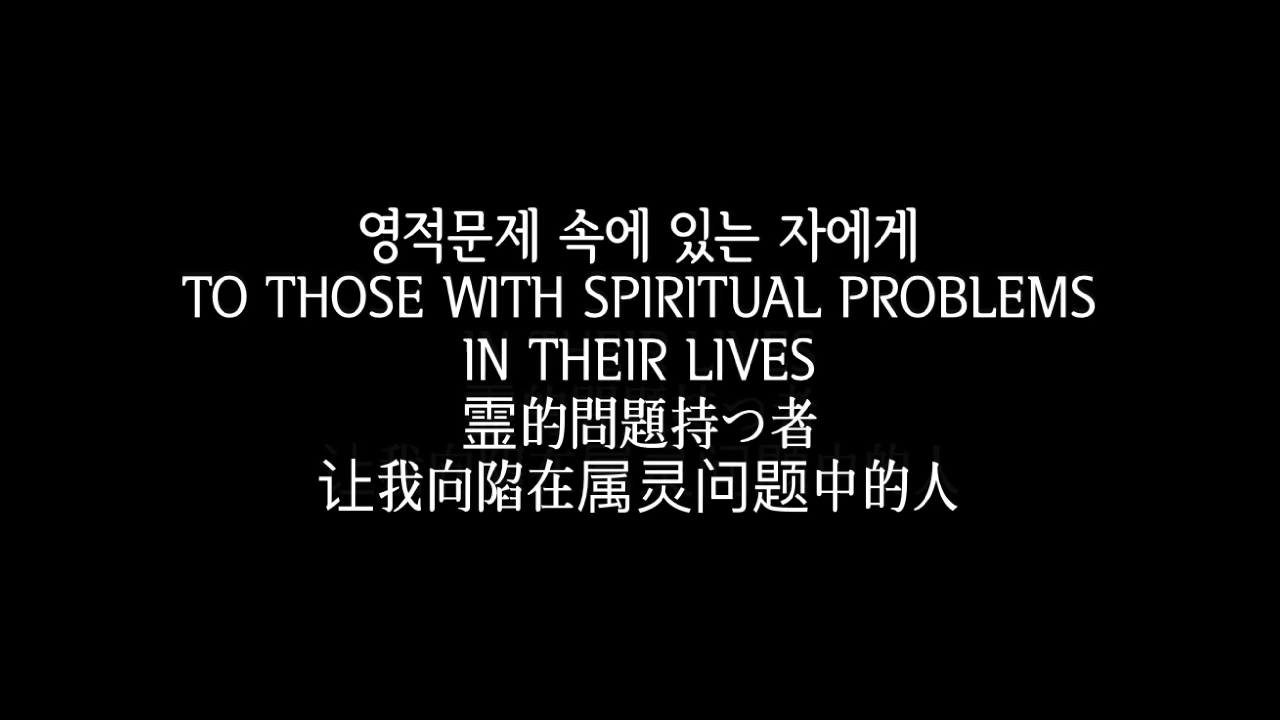 영적문제 속에 있는 자에게
TO THOSE WITH SPIRITUAL PROBLEMS
IN THEIR LIVES
霊的問題持つ者
让我向陷在属灵问题中的人